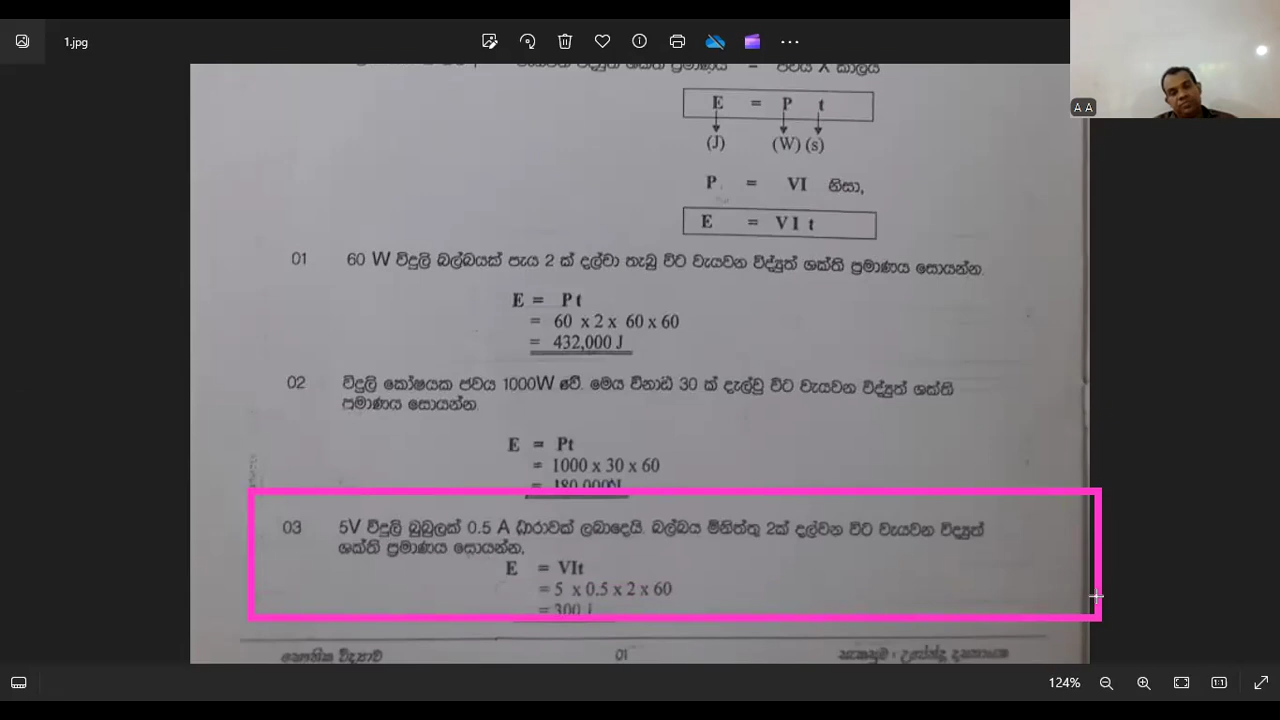 1.jpg
A A
E = P t
(J) (W) (s)
P = VI නිසා,
E = V I t
01 60 W විදුලි බල්බයක් පැය 2 ක් දල්වා තැබු විට වැයවන විද්‍යුත් ශක්ති ප්‍රමාණය සොයන්න.
E = P t
= 60 x 2 x 60 x 60
= 432,000 J
02 විදුලි කෝෂයක ජවය 1000W වේ. මෙය විනාඩි 30 ක් දැල්වු විට වැයවන විද්‍යුත් ශක්ති
ප්‍රමාණය සොයන්න.
E = Pt
= 1000 x 30 x 60
03 5V විදුලි බුබුලක් 0.5 A ධාරාවක් ලබාදෙයි. බල්බය මිනිත්තු 2ක් දල්වන විට වැයවන විද්‍යුත්
ශක්ති ප්‍රමාණය සොයන්න,
E = VIt
= 5 x 0.5 x 2 x 60
= 300 J
භෞතික විද්‍යාව 01
124%
1:1